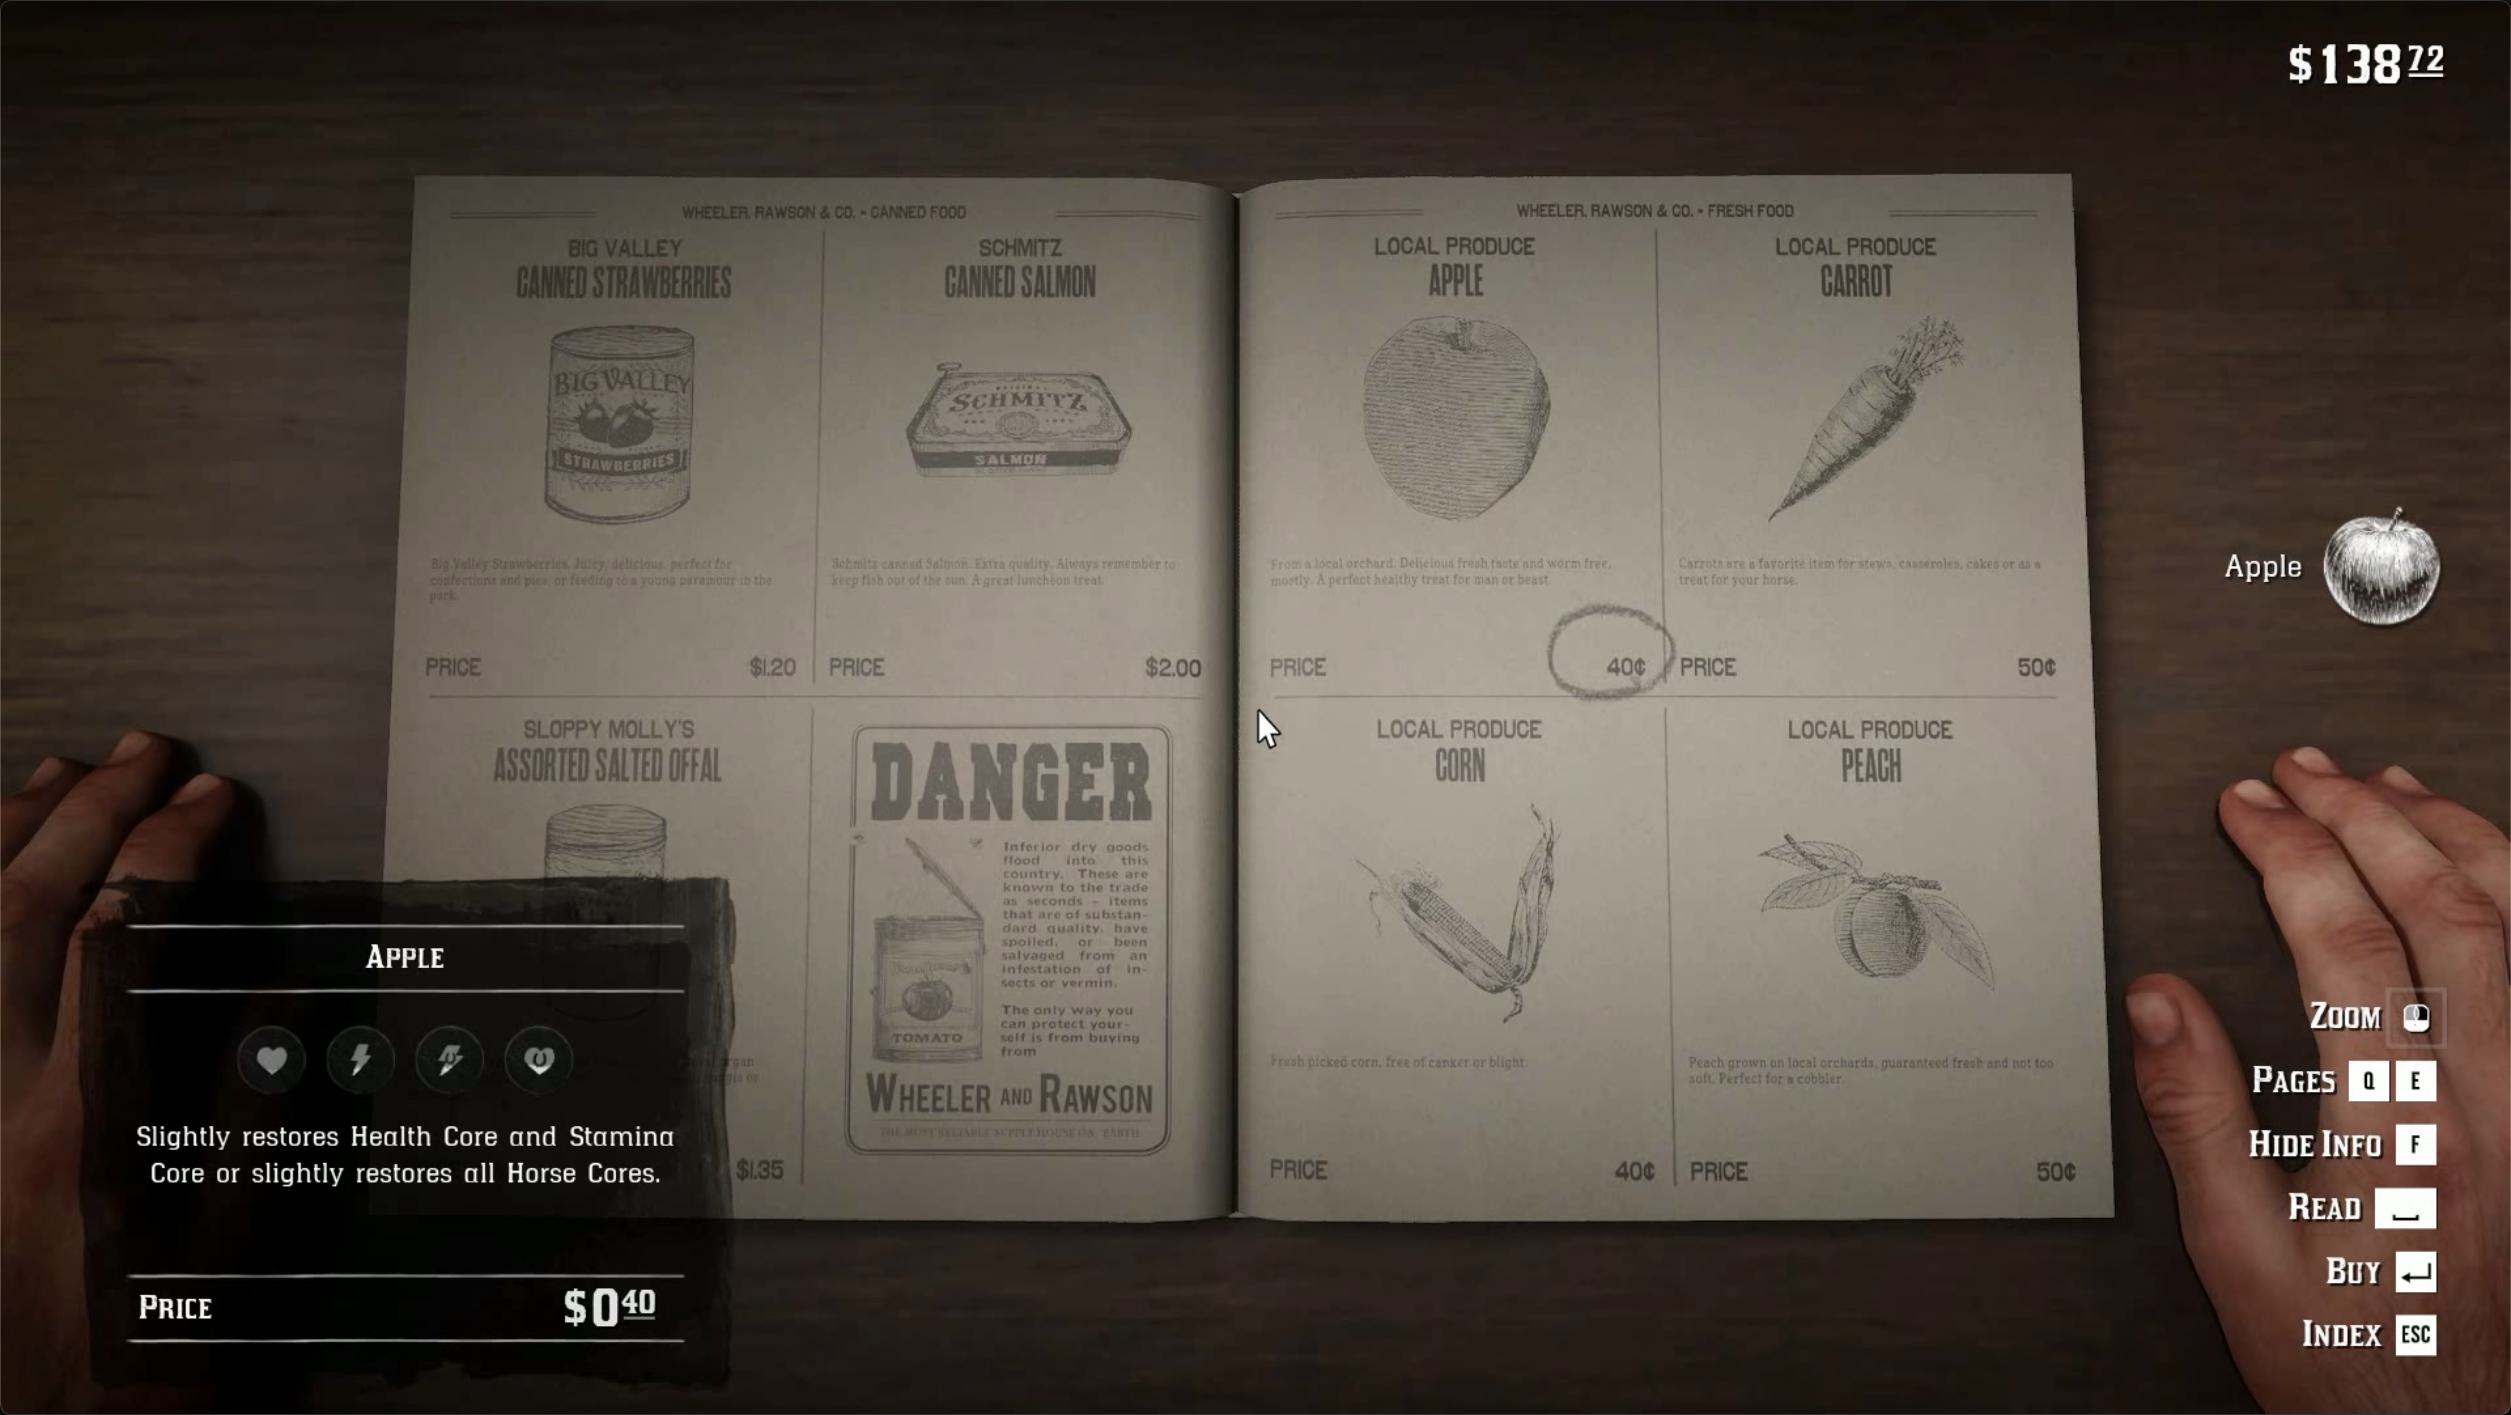 $138 72
WHEELER, RAWSON & CO. - CANNED FOOD
BIG VALLEY
CANNED STRAWBERRIES
BIG VALLEY
STRAWBERRIES
Big Valley Strawberries. Juicy, delicious, perfect for
confections and pies, or feeding to a young paramour in the
park.
PRICE $1.20
SCHMITZ
CANNED SALMON
SCHMITZ
SALMON
Schmitz canned Salmon. Extra quality. Always remember to
keep fish out of the sun. A great luncheon treat.
PRICE $2.00
SLOPPY MOLLY'S
ASSORTED SALTED OFFAL
$1.35
DANGER
Inferior dry goods
flood into this
country. These are
known to the trade
as seconds - items
that are of substan-
dard quality, have
spoiled, or been
salvaged from an
infestation of in-
sects or vermin.
The only way you
can protect your-
self is from buying
from
TOMATO
WHEELER AND RAWSON
THE MOST RELIABLE SUPPLY HOUSE ON EARTH
WHEELER, RAWSON & CO. - FRESH FOOD
LOCAL PRODUCE
APPLE
From a local orchard. Delicious fresh taste and worm free,
mostly. A perfect healthy treat for man or beast
PRICE 40¢
LOCAL PRODUCE
CARROT
Carrots are a favorite item for stews, casseroles, cakes or as a
treat for your horse.
PRICE 50¢
LOCAL PRODUCE
CORN
Fresh picked corn, free of canker or blight.
PRICE 40¢
LOCAL PRODUCE
PEACH
Peach grown on local orchards, guaranteed fresh and not too
soft. Perfect for a cobbler.
PRICE 50¢
Apple
APPLE
Slightly restores Health Core and Stamina
Core or slightly restores all Horse Cores.
PRICE $0 40
ZOOM
PAGES Q E
HIDE INFO F
READ
BUY
INDEX ESC